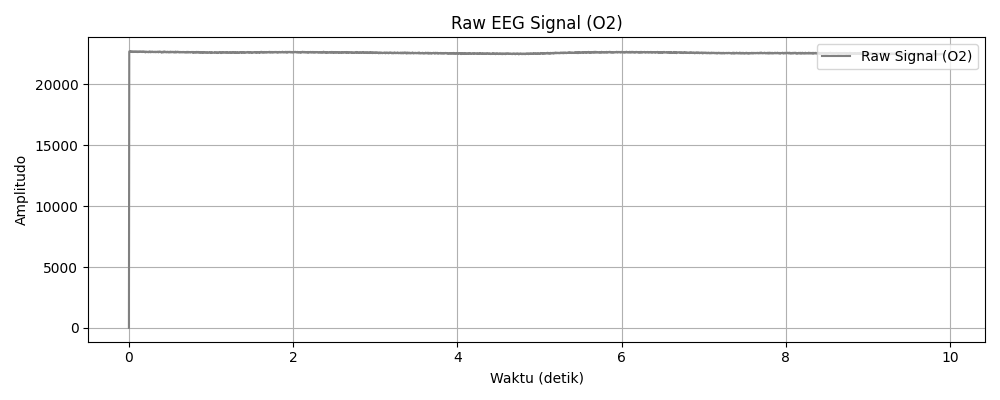 Raw EEG Signal (O2)
Raw Signal (O2)
Amplitudo
20000
15000
10000
5000
0
0 2 4 6 8 10
Waktu (detik)